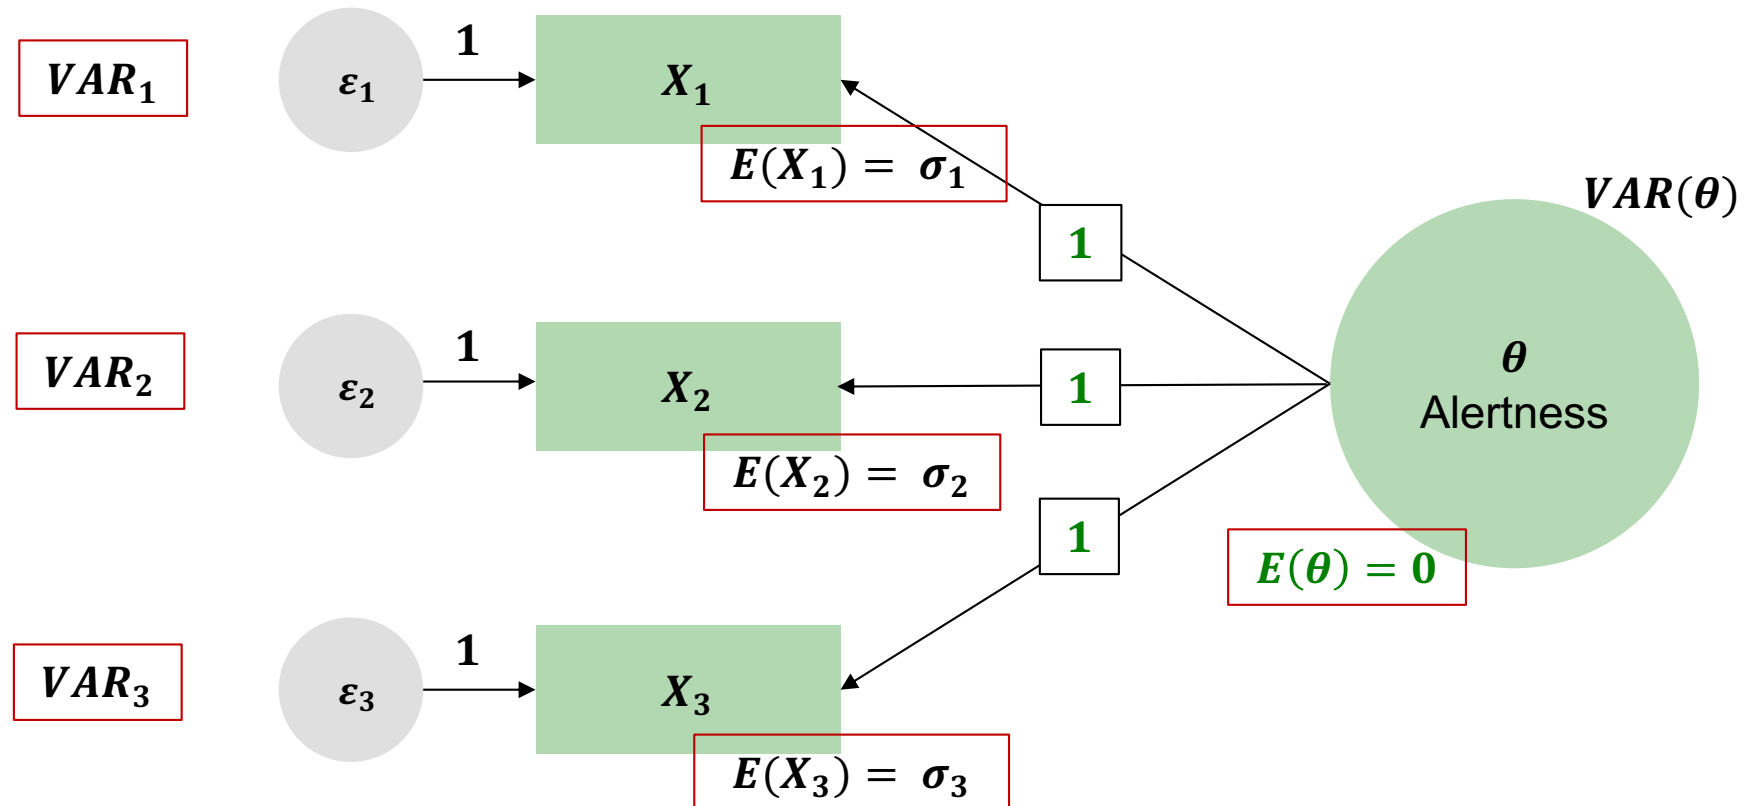 VAR₁
ε₁
1
X₁
E(X₁) = σ₁
1
VAR(θ)
VAR₂
ε₂
1
X₂
E(X₂) = σ₂
1
θ
Alertness
1
E(θ) = 0
VAR₃
ε₃
1
X₃
E(X₃) = σ₃